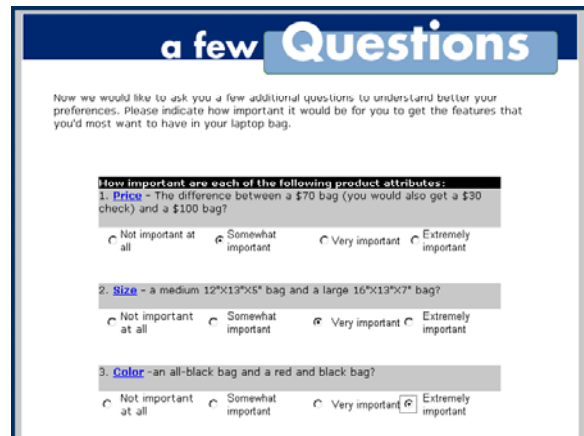 a few Questions
Now we would like to ask you a few additional questions to understand better your
preferences. Please indicate how important it would be for you to get the features that
you'd most want to have in your laptop bag.
How important are each of the following product attributes:
1. Price - The difference between a $70 bag (you would also get a $30
check) and a $100 bag?
Not important at all Somewhat important Very important Extremely important
2. Size - a medium 12"X13"X5" bag and a large 16"X13"X7" bag?
Not important at all Somewhat important Very important Extremely important
3. Color -an all-black bag and a red and black bag?
Not important at all Somewhat important Very important Extremely important